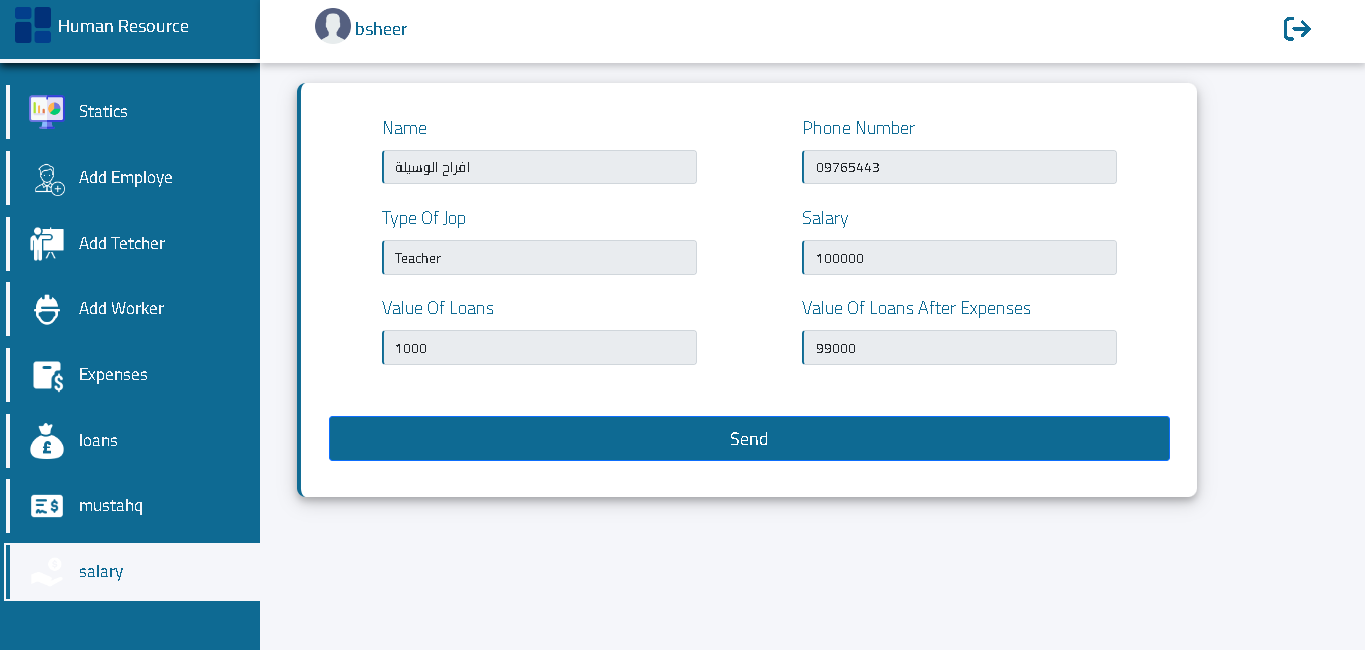 Human Resource
bsheer
Statics
Add Employe
Add Tetcher
Add Worker
Expenses
loans
mustahq
salary
Name
Phone Number
افراح الوسيلة
09765443
Type Of Jop
Salary
Teacher
100000
Value Of Loans
Value Of Loans After Expenses
1000
99000
Send